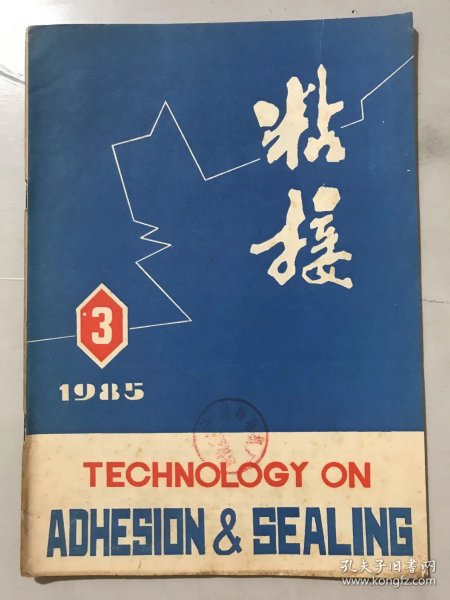 粘
接
3
1985
TECHNOLOGY ON
ADHESION & SEALING
孔夫子旧书网
www.kongfz.com